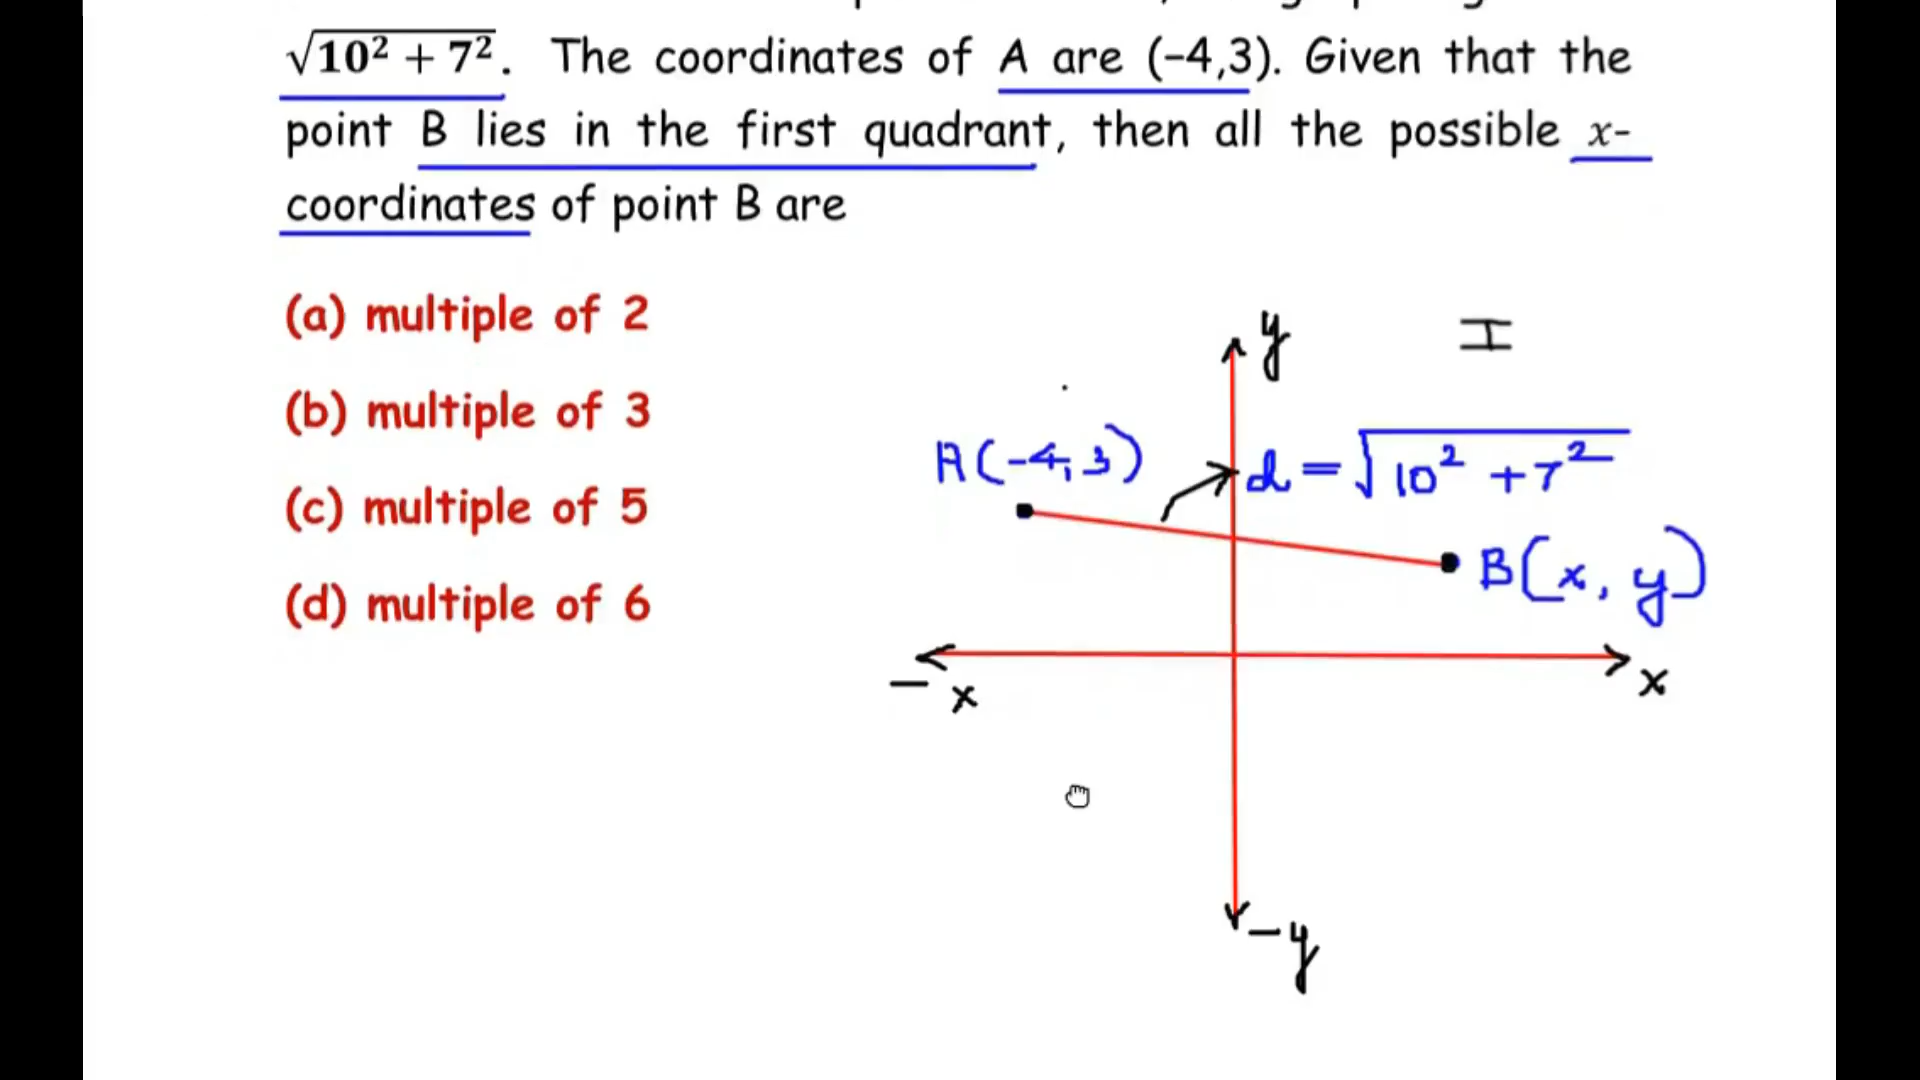 √10² + 7². The coordinates of A are (-4,3). Given that the
point B lies in the first quadrant, then all the possible x-
coordinates of point B are
(a) multiple of 2
(b) multiple of 3
(c) multiple of 5
(d) multiple of 6
y
I
A(-4,3)
d = √10² + 7²
B(x, y)
- x
x
-y